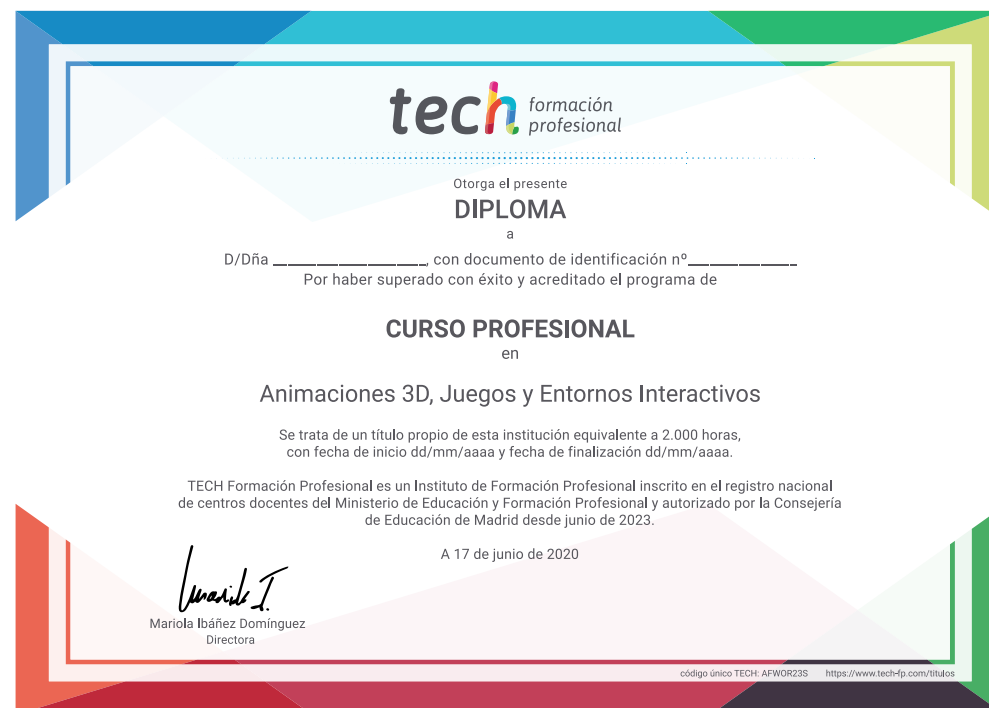 tech formación
profesional
Otorga el presente
DIPLOMA
a
D/Dña ____________________, con documento de identificación nº______________
Por haber superado con éxito y acreditado el programa de
CURSO PROFESIONAL
en
Animaciones 3D, Juegos y Entornos Interactivos
Se trata de un título propio de esta institución equivalente a 2.000 horas,
con fecha de inicio dd/mm/aaaa y fecha de finalización dd/mm/aaaa.
TECH Formación Profesional es un Instituto de Formación Profesional inscrito en el registro nacional
de centros docentes del Ministerio de Educación y Formación Profesional y autorizado por la Consejería
de Educación de Madrid desde junio de 2023.
A 17 de junio de 2020
Mariola Ibáñez Domínguez
Directora
código único TECH: AFWOR23S https://www.tech-fp.com/titulos